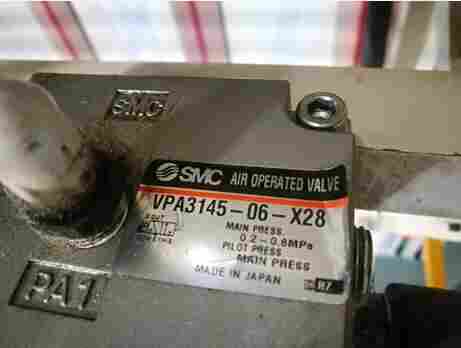 SMC
SMC AIR OPERATED VALVE
VPA3145-06-X28
MAIN PRESS.
0.2-0.8MPa
PILOT PRESS.
MAIN PRESS
MADE IN JAPAN
PA1